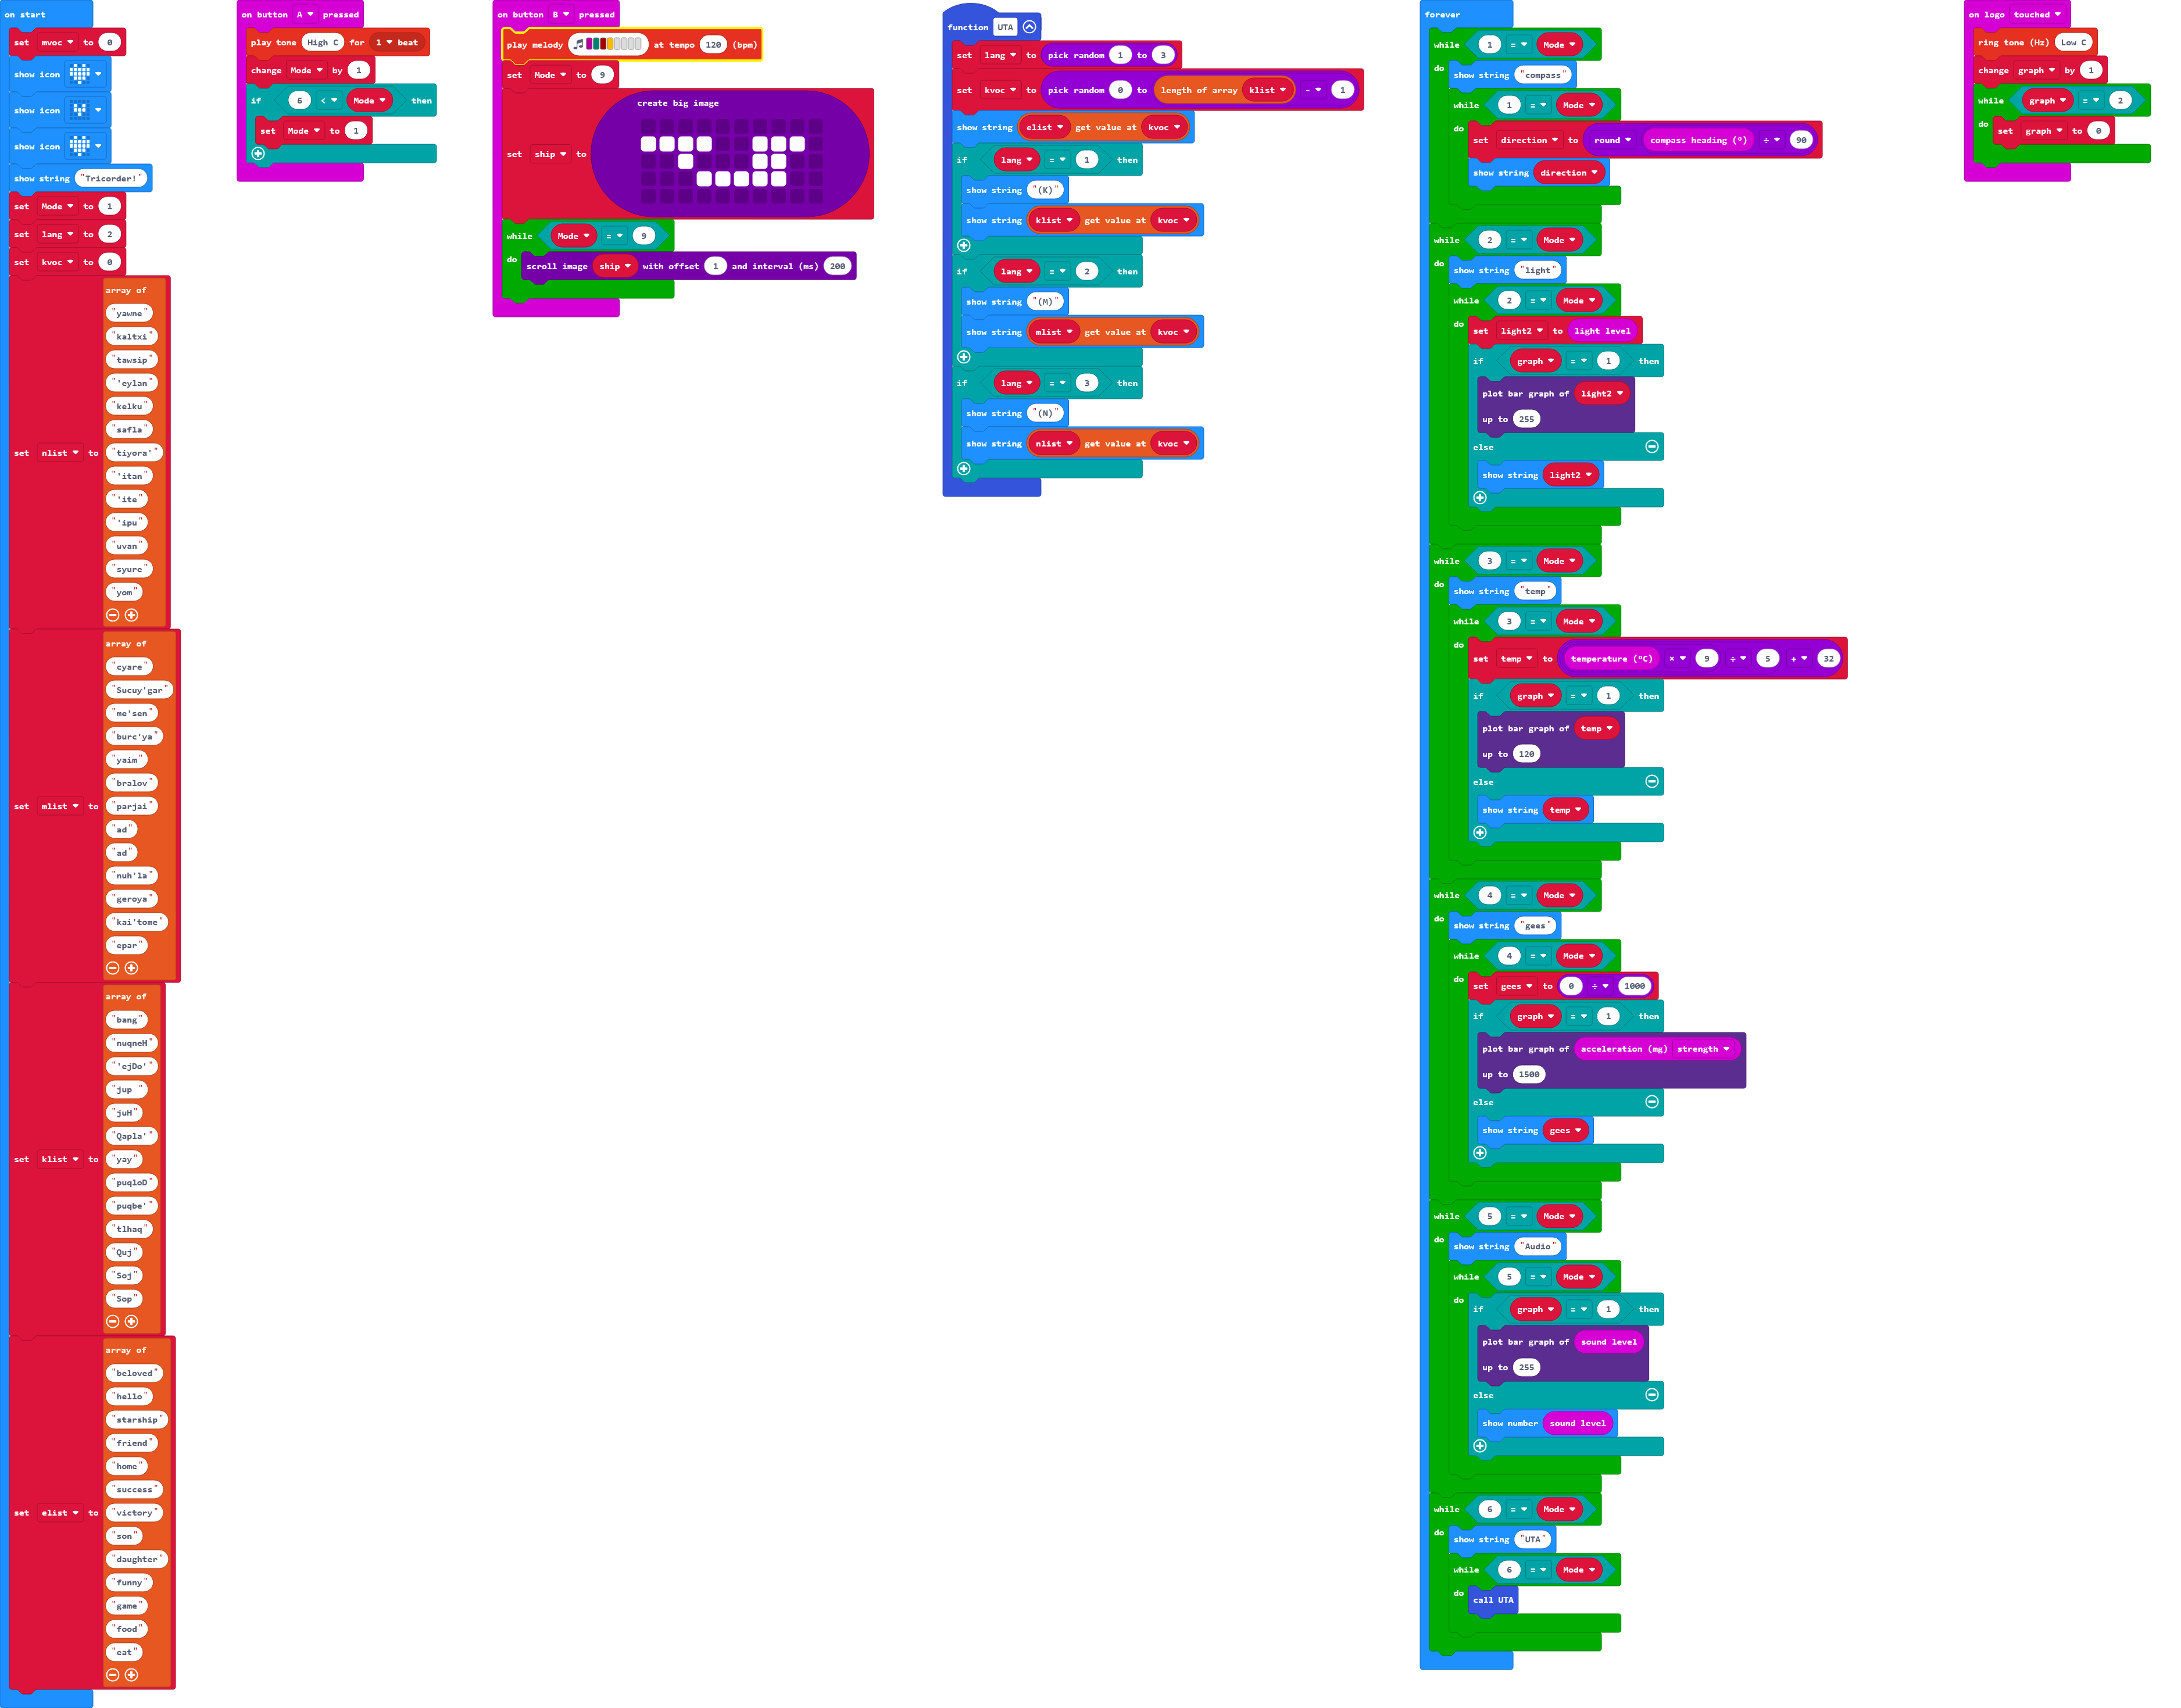 on start
set mvoc to 0
show icon
show icon
show icon
show string "Tricorder!"
set Mode to 1
set lang to 2
set kvoc to 0
set nlist to
array of
"yawne"
"kaltxi"
"tawsip"
"'eylan"
"kelku"
"safla"
"tiyora'"
"'itan"
"'ite"
"'ipu"
"uvan"
"syure"
"yom"
set mlist to
array of
"cyare"
"Sucuy'gar"
"me'sen"
"burc'ya"
"yaim"
"bralov"
"parjai"
"ad"
"ad"
"nuh'la"
"geroya"
"kai'tome"
"epar"
set klist to
array of
"bang"
"nuqneH"
"'ejDo'"
"jup "
"juH"
"Qapla'"
"yay"
"puqloD"
"puqbe'"
"tlhaq"
"Quj"
"Soj"
"Sop"
set elist to
array of
"beloved"
"hello"
"starship"
"friend"
"home"
"success"
"victory"
"son"
"daughter"
"funny"
"game"
"food"
"eat"
on button A pressed
play tone High C for 1 beat
change Mode by 1
if 6 < Mode then
set Mode to 1
on button B pressed
play melody at tempo 120 (bpm)
set Mode to 9
set ship to
create big image
while Mode = 9
do
scroll image ship with offset 1 and interval (ms) 200
function UTA
set lang to pick random 1 to 3
set kvoc to pick random 0 to length of array klist - 1
show string elist get value at kvoc
if lang = 1 then
show string "(K)"
show string klist get value at kvoc
if lang = 2 then
show string "(M)"
show string mlist get value at kvoc
if lang = 3 then
show string "(N)"
show string nlist get value at kvoc
forever
while 1 = Mode
do
show string "compass"
while 1 = Mode
do
set direction to round compass heading (°) ÷ 90
show string direction
while 2 = Mode
do
show string "light"
while 2 = Mode
do
set light2 to light level
if graph = 1 then
plot bar graph of light2
up to 255
else
show string light2
while 3 = Mode
do
show string "temp"
while 3 = Mode
do
set temp to temperature (°C) × 9 ÷ 5 + 32
if graph = 1 then
plot bar graph of temp
up to 120
else
show string temp
while 4 = Mode
do
show string "gees"
while 4 = Mode
do
set gees to 0 ÷ 1000
if graph = 1 then
plot bar graph of acceleration (mg) strength
up to 1500
else
show string gees
while 5 = Mode
do
show string "Audio"
while 5 = Mode
do
if graph = 1 then
plot bar graph of sound level
up to 255
else
show number sound level
while 6 = Mode
do
show string "UTA"
while 6 = Mode
do
call UTA
on logo touched
ring tone (Hz) Low C
change graph by 1
while graph = 2
do
set graph to 0